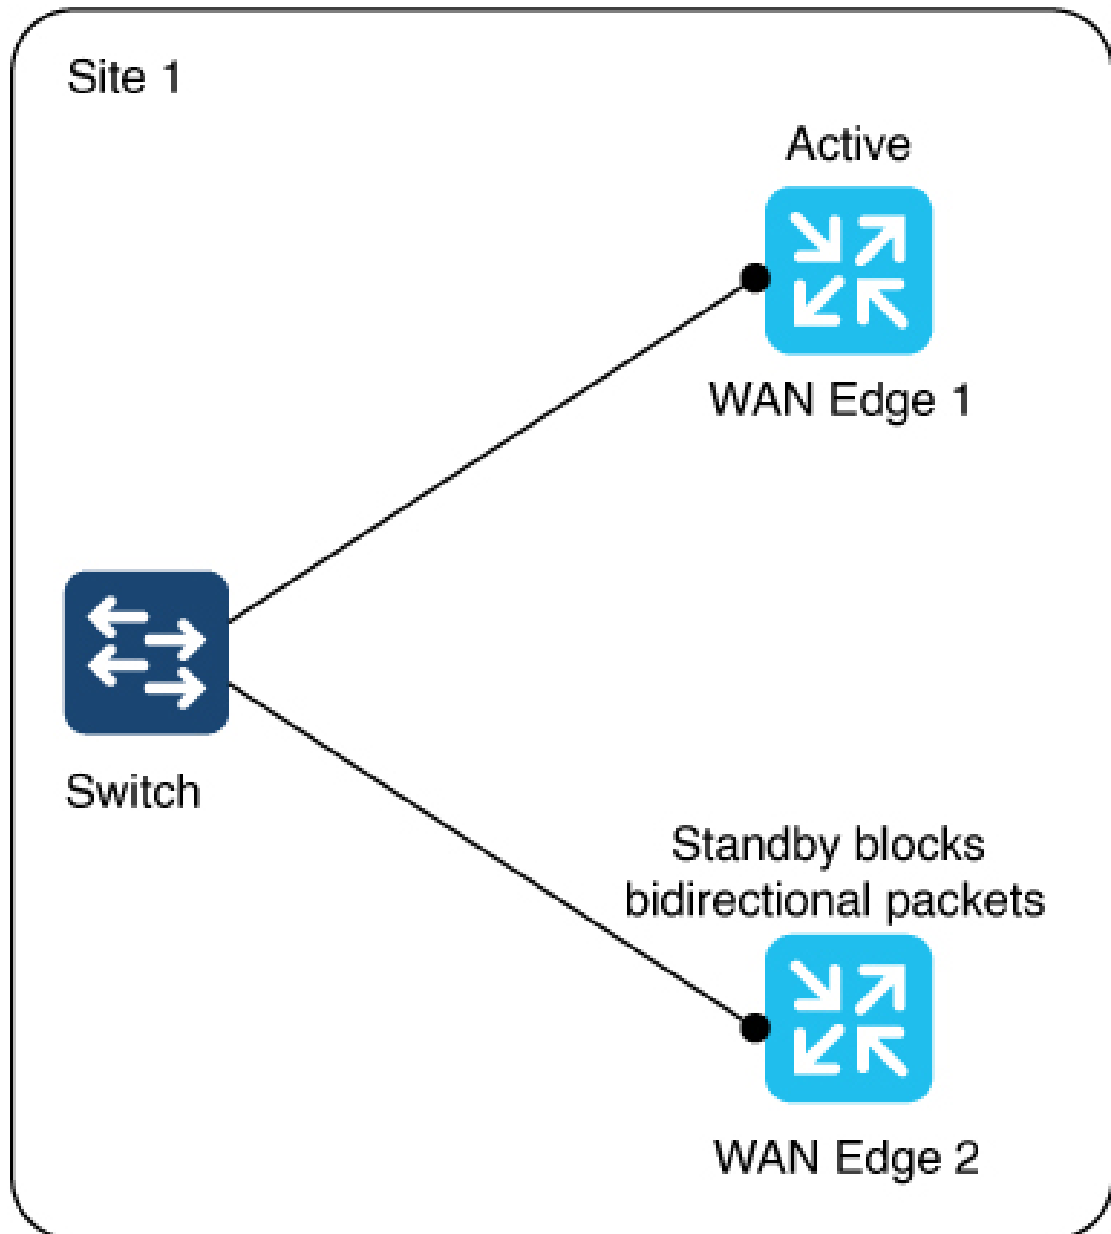 Site 1
Active
WAN Edge 1
Switch
Standby blocks
bidirectional packets
WAN Edge 2